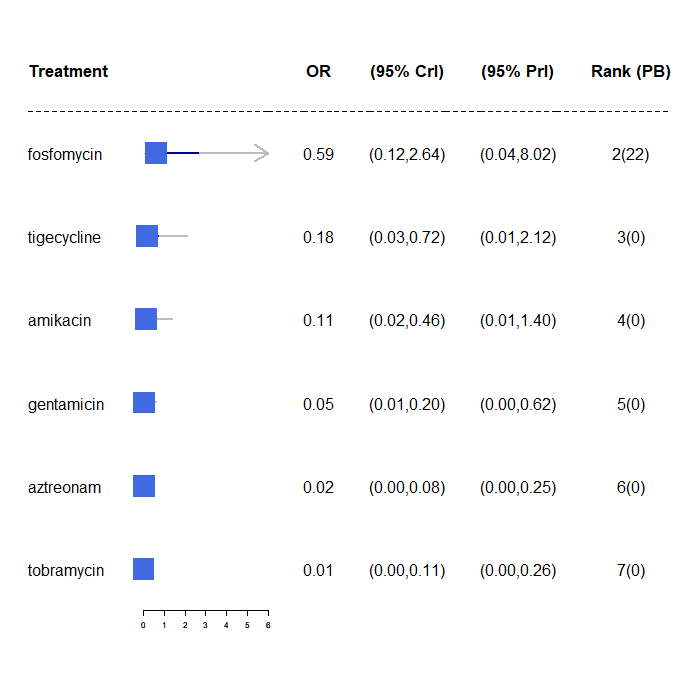 Treatment OR (95% CrI) (95% PrI) Rank (PB)
fosfomycin 0.59 (0.12,2.64) (0.04,8.02) 2(22)
tigecycline 0.18 (0.03,0.72) (0.01,2.12) 3(0)
amikacin 0.11 (0.02,0.46) (0.01,1.40) 4(0)
gentamicin 0.05 (0.01,0.20) (0.00,0.62) 5(0)
aztreonam 0.02 (0.00,0.08) (0.00,0.25) 6(0)
tobramycin 0.01 (0.00,0.11) (0.00,0.26) 7(0)
0 1 2 3 4 5 6